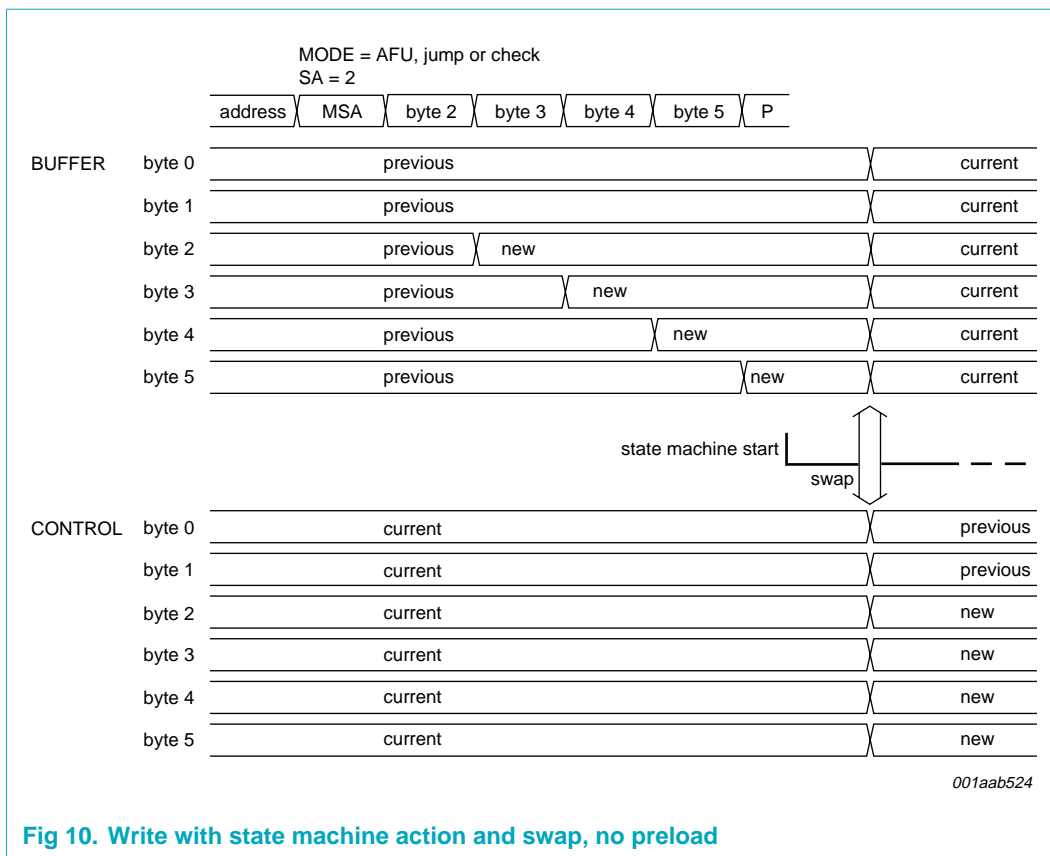 MODE = AFU, jump or check
SA = 2
address MSA byte 2 byte 3 byte 4 byte 5 P
BUFFER byte 0 previous current
byte 1 previous current
byte 2 previous new current
byte 3 previous new current
byte 4 previous new current
byte 5 previous new current
state machine start
swap
CONTROL byte 0 current previous
byte 1 current previous
byte 2 current new
byte 3 current new
byte 4 current new
byte 5 current new
001aab524
Fig 10. Write with state machine action and swap, no preload